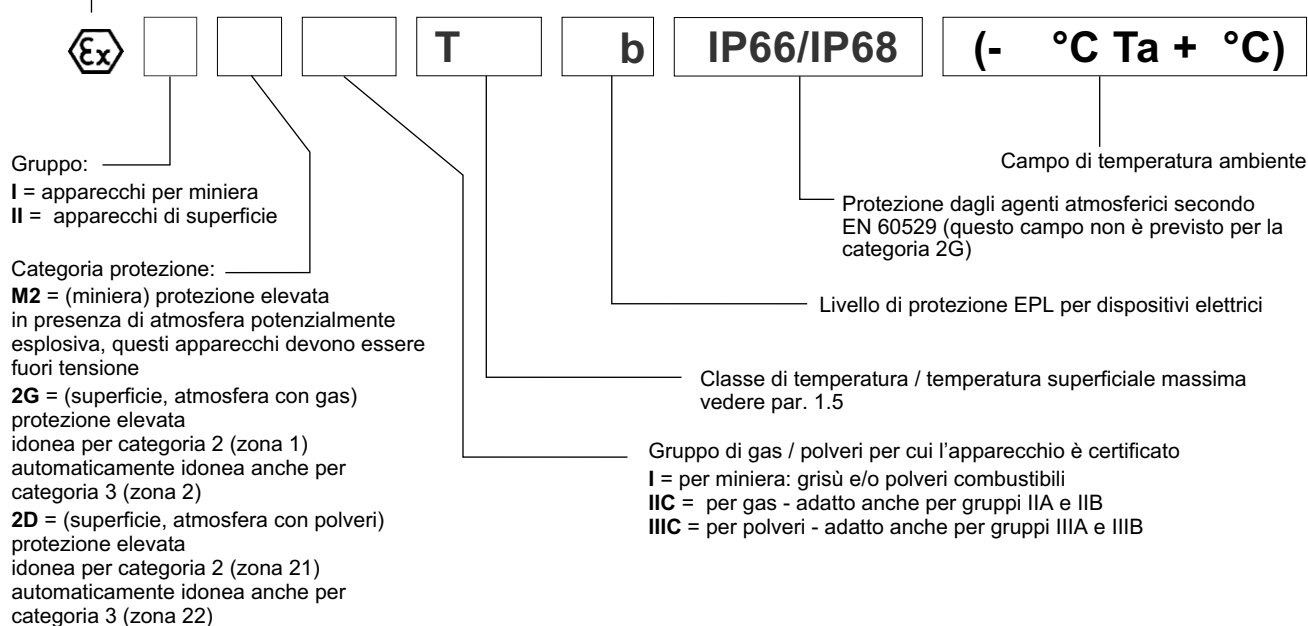 Ex T b IP66/IP68 (- °C Ta + °C)
Gruppo:
I = apparecchi per miniera
II = apparecchi di superficie
Categoria protezione:
M2 = (miniera) protezione elevata
in presenza di atmosfera potenzialmente
esplosiva, questi apparecchi devono essere
fuori tensione
2G = (superficie, atmosfera con gas)
protezione elevata
idonea per categoria 2 (zona 1)
automaticamente idonea anche per
categoria 3 (zona 2)
2D = (superficie, atmosfera con polveri)
protezione elevata
idonea per categoria 2 (zona 21)
automaticamente idonea anche per
categoria 3 (zona 22)
Campo di temperatura ambiente
Protezione dagli agenti atmosferici secondo
EN 60529 (questo campo non è previsto per la
categoria 2G)
Livello di protezione EPL per dispositivi elettrici
Classe di temperatura / temperatura superficiale massima
vedere par. 1.5
Gruppo di gas / polveri per cui l'apparecchio è certificato
I = per miniera: grisù e/o polveri combustibili
IIC = per gas - adatto anche per gruppi IIA e IIB
IIIC = per polveri - adatto anche per gruppi IIIA e IIIB